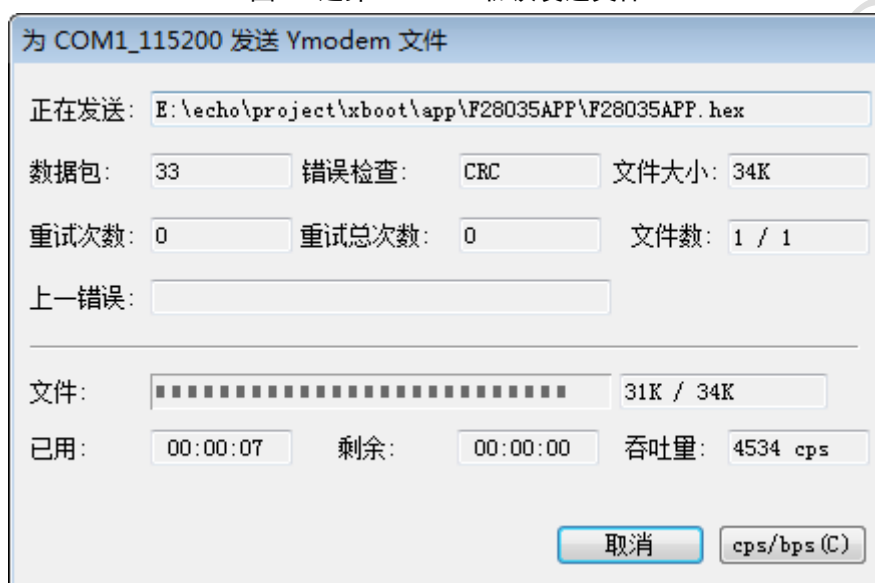 为 COM1_115200 发送 Ymodem 文件
正在发送: E:\echo\project\xboot\app\F28035APP\F28035APP.hex
数据包: 33 错误检查: CRC 文件大小: 34K
重试次数: 0 重试总次数: 0 文件数: 1 / 1
上一错误:
文件: 31K / 34K
已用: 00:00:07 剩余: 00:00:00 吞吐量: 4534 cps
取消 cps/bps(C)